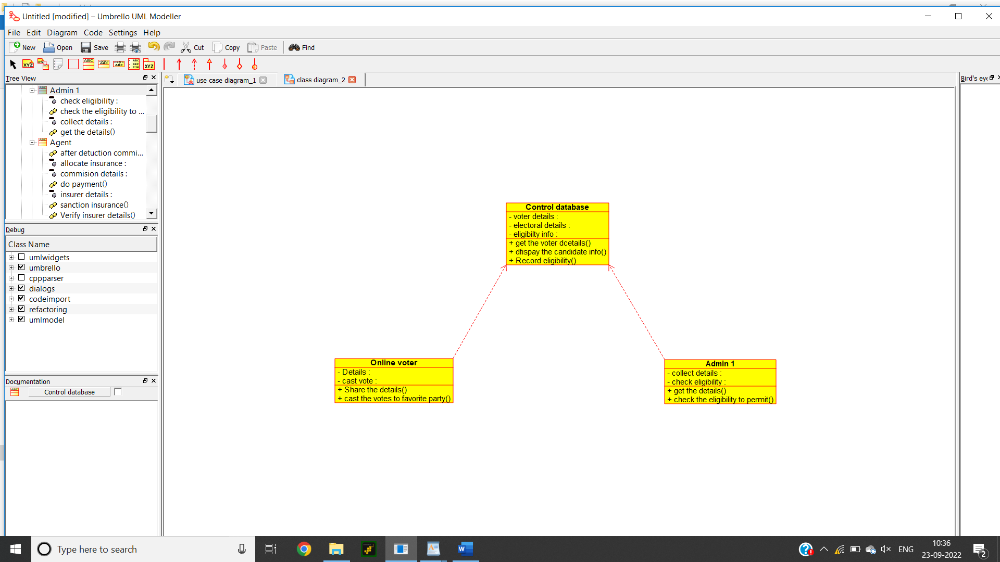 Untitled [modified] – Umbrello UML Modeller
File Edit Diagram Code Settings Help
New Open Save Cut Copy Paste Find
Tree View
Admin 1
check eligibility :
check the eligibility to ...
collect details :
get the details()
Agent
after detuction commi...
allocate insurance :
commision details :
do payment()
insurer details :
sanction insurance()
Verify insurer details()
Debug
Class Name
umlwidgets
umbrello
cppparser
dialogs
codeimport
refactoring
umlmodel
Documentation
Control database
use case diagram_1
class diagram_2
Bird's eye
Control database
- voter details :
- electoral details :
- eligibilty info :
+ get the voter dcetails()
+ dfispay the candidate info()
+ Record eligibility()
Online voter
- Details :
- cast vote :
+ Share the details()
+ cast the votes to favorite party()
Admin 1
- collect details :
- check eligibility :
+ get the details()
+ check the eligibility to permit()
Type here to search
ENG
10:36
23-09-2022
2